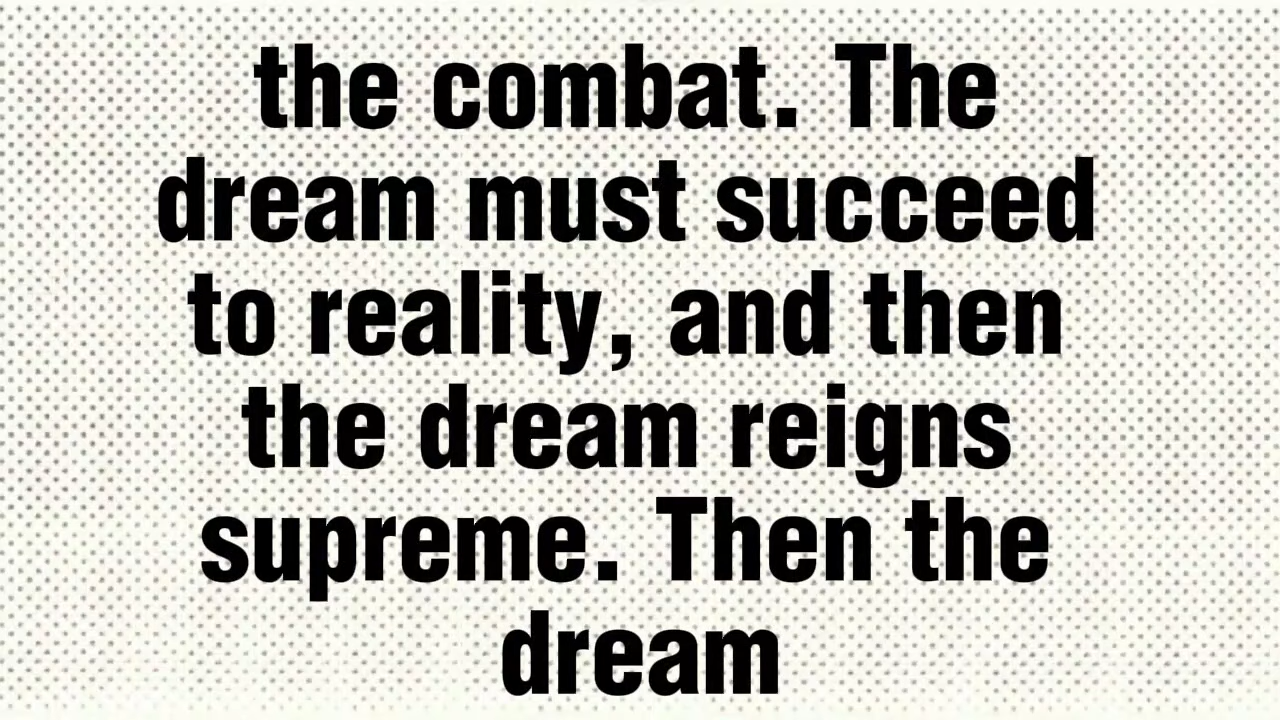 the combat. The
dream must succeed
to reality, and then
the dream reigns
supreme. Then the
dream